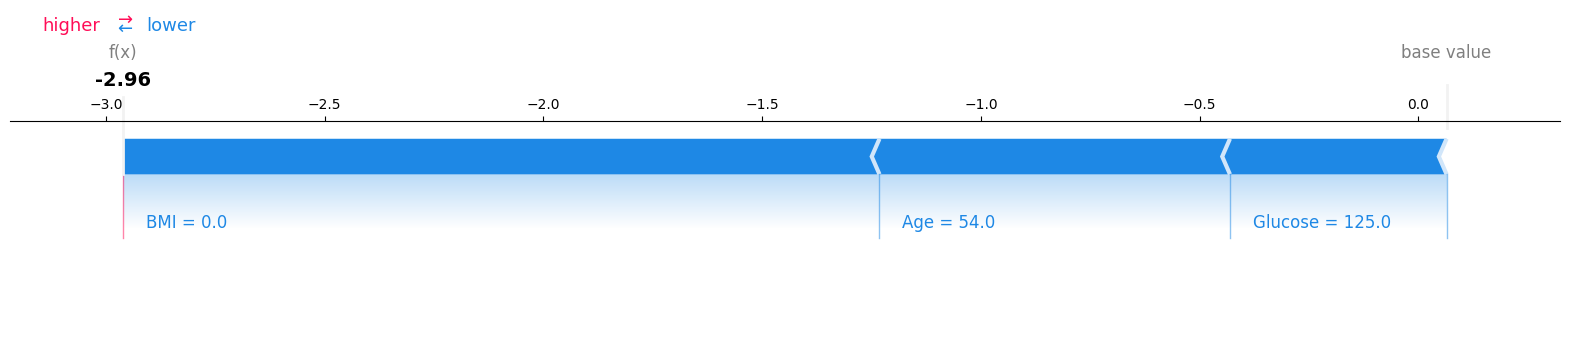 higher ⇄ lower
f(x) base value
-2.96
−3.0 −2.5 −2.0 −1.5 −1.0 −0.5 0.0
BMI = 0.0 Age = 54.0 Glucose = 125.0